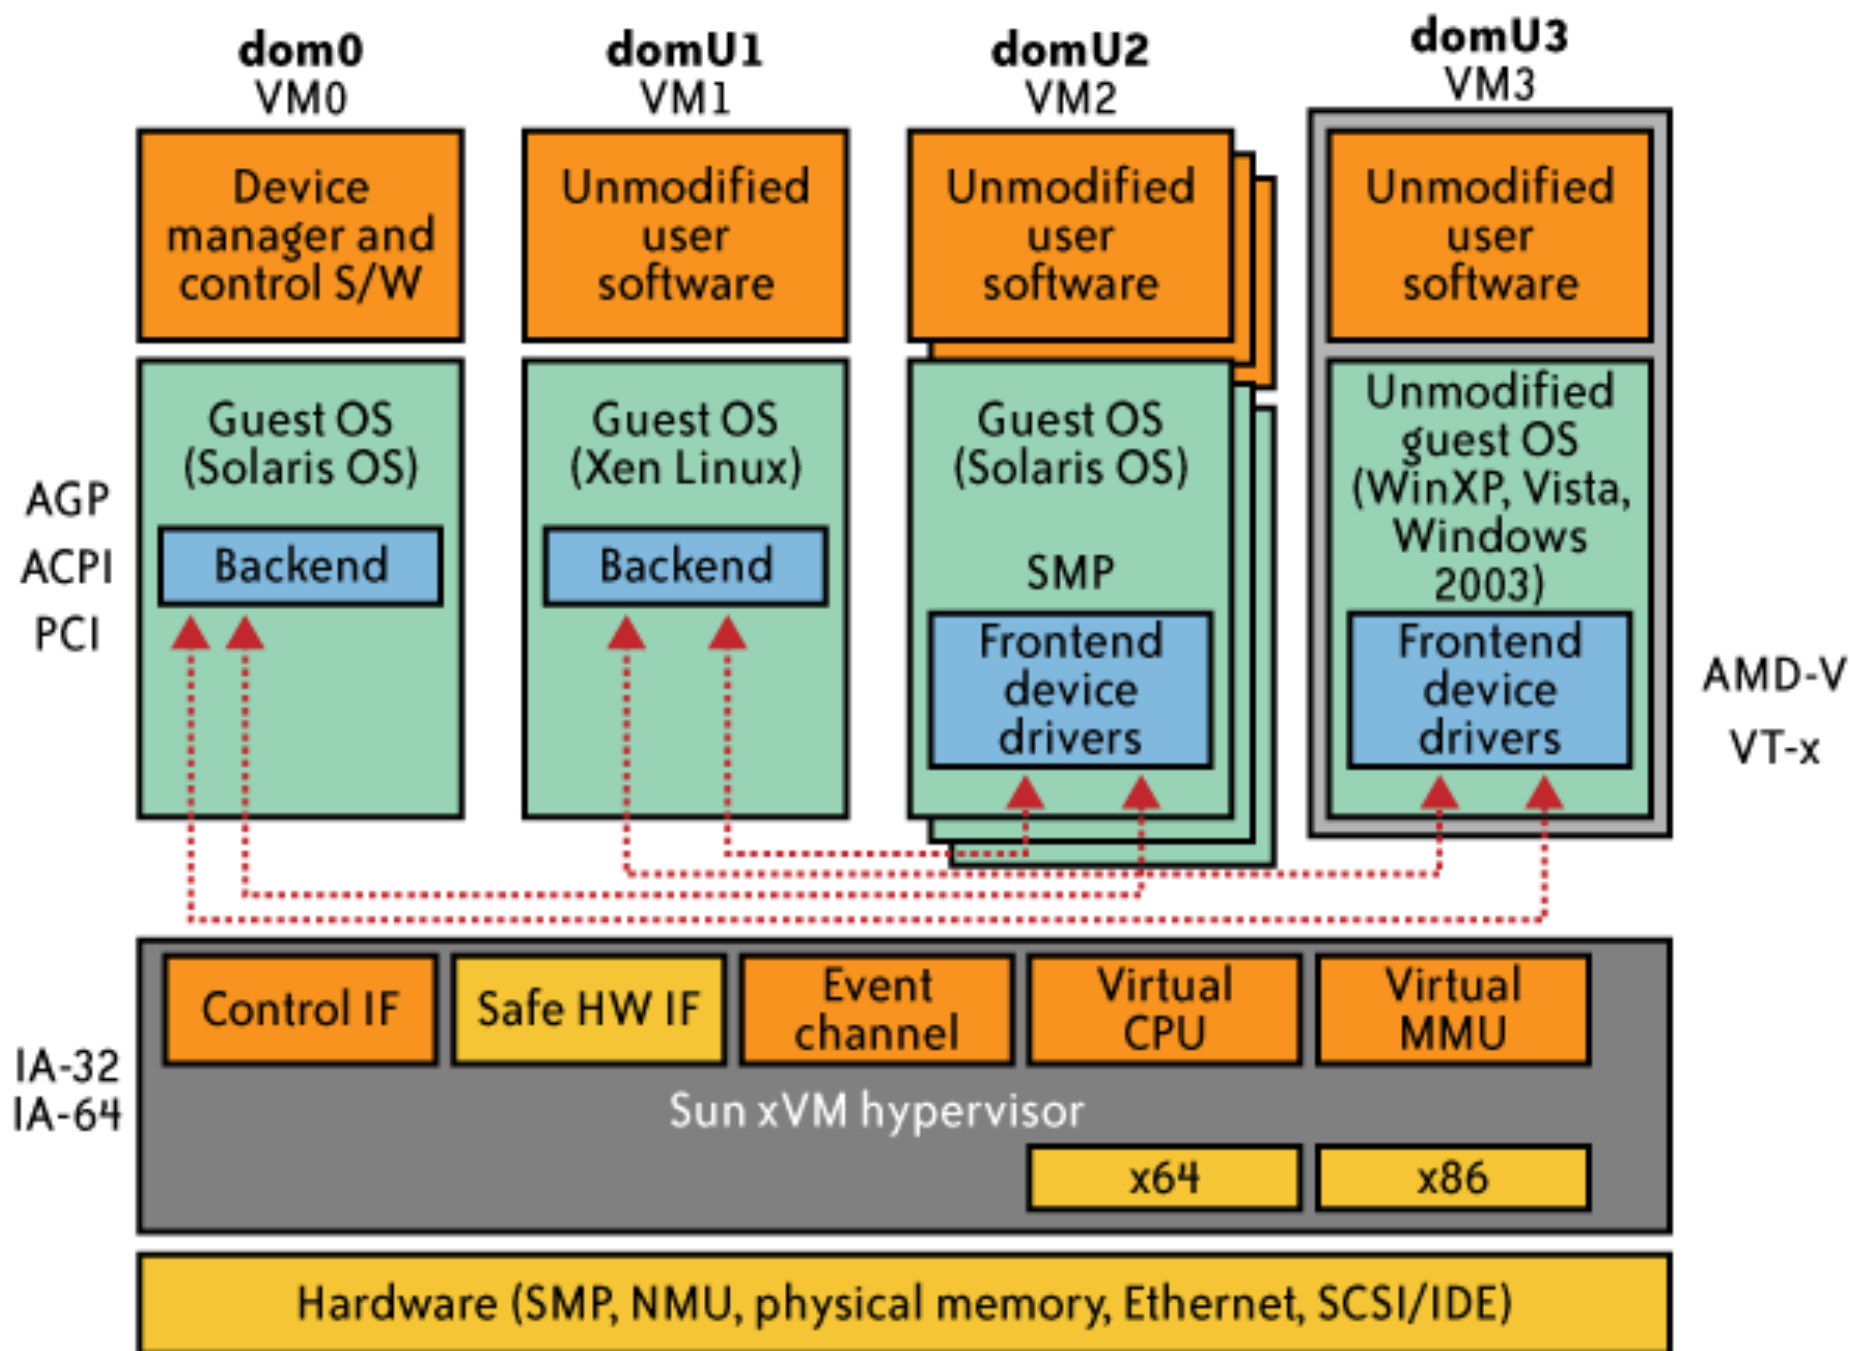 dom0
VM0
domU1
VM1
domU2
VM2
domU3
VM3
Device
manager and
control S/W
Unmodified
user
software
Unmodified
user
software
Unmodified
user
software
AGP
ACPI
PCI
Guest OS
(Solaris OS)
Backend
Guest OS
(Xen Linux)
Backend
Guest OS
(Solaris OS)
SMP
Frontend
device
drivers
Unmodified
guest OS
(WinXP, Vista,
Windows
2003)
Frontend
device
drivers
AMD-V
VT-x
IA-32
IA-64
Control IF
Safe HW IF
Event
channel
Virtual
CPU
Virtual
MMU
Sun xVM hypervisor
x64
x86
Hardware (SMP, NMU, physical memory, Ethernet, SCSI/IDE)